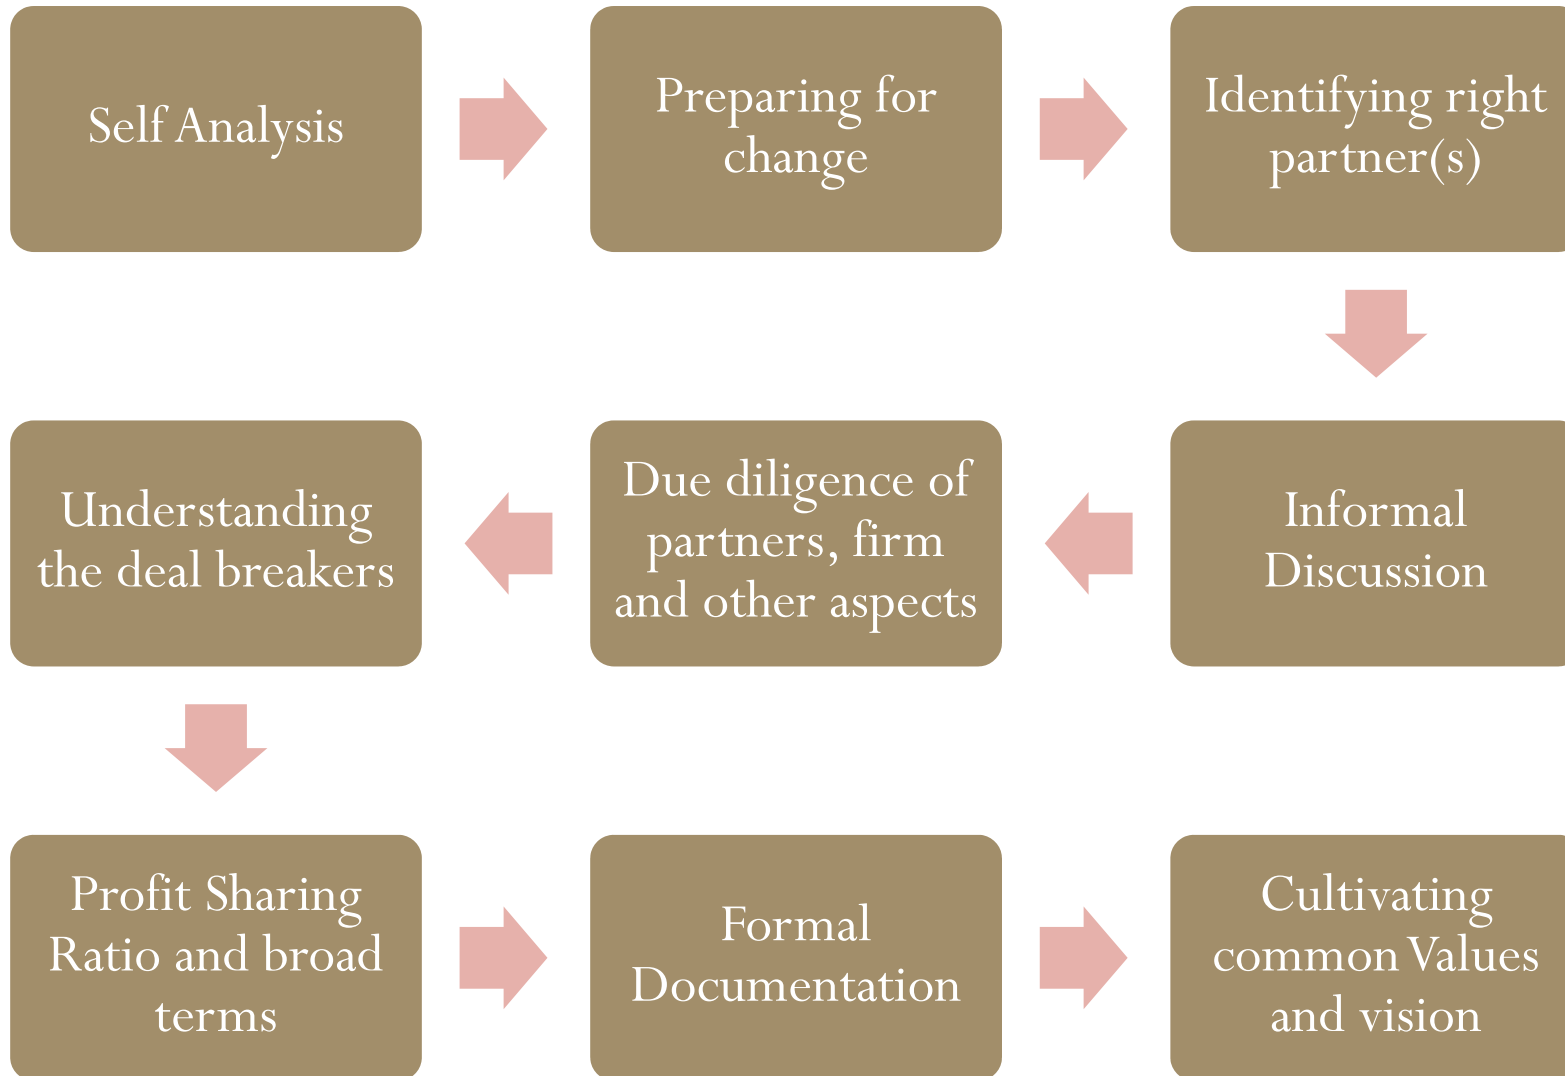 Self Analysis
Preparing for
change
Identifying right
partner(s)
Informal
Discussion
Due diligence of
partners, firm
and other aspects
Understanding
the deal breakers
Profit Sharing
Ratio and broad
terms
Formal
Documentation
Cultivating
common Values
and vision